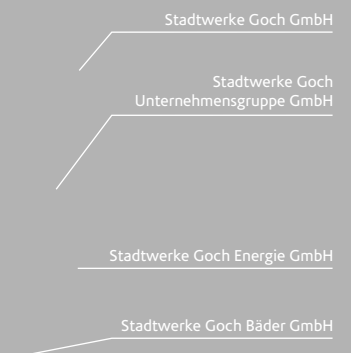 Stadtwerke Goch GmbH
Stadtwerke Goch
Unternehmensgruppe GmbH
Stadtwerke Goch Energie GmbH
Stadtwerke Goch Bäder GmbH